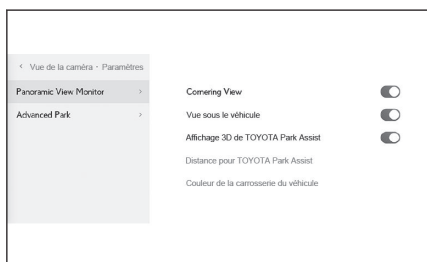 Vue de la caméra · Paramètres
Panoramic View Monitor
Advanced Park
Cornering View
Vue sous le véhicule
Affichage 3D de TOYOTA Park Assist
Distance pour TOYOTA Park Assist
Couleur de la carrosserie du véhicule